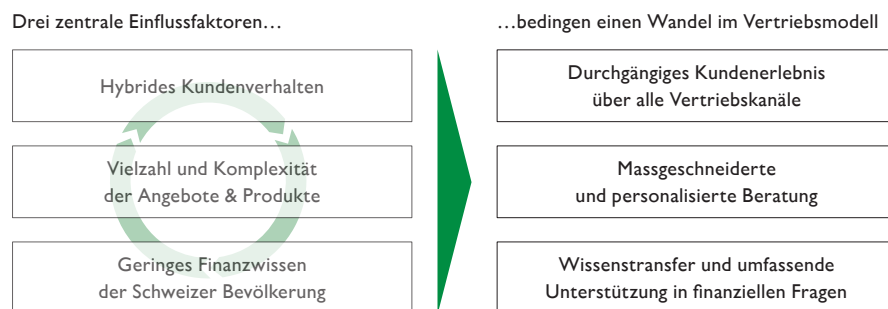 Drei zentrale Einflussfaktoren…
Hybrides Kundenverhalten
Vielzahl und Komplexität
der Angebote & Produkte
Geringes Finanzwissen
der Schweizer Bevölkerung
…bedingen einen Wandel im Vertriebsmodell
Durchgängiges Kundenerlebnis
über alle Vertriebskanäle
Massgeschneiderte
und personalisierte Beratung
Wissenstransfer und umfassende
Unterstützung in finanziellen Fragen